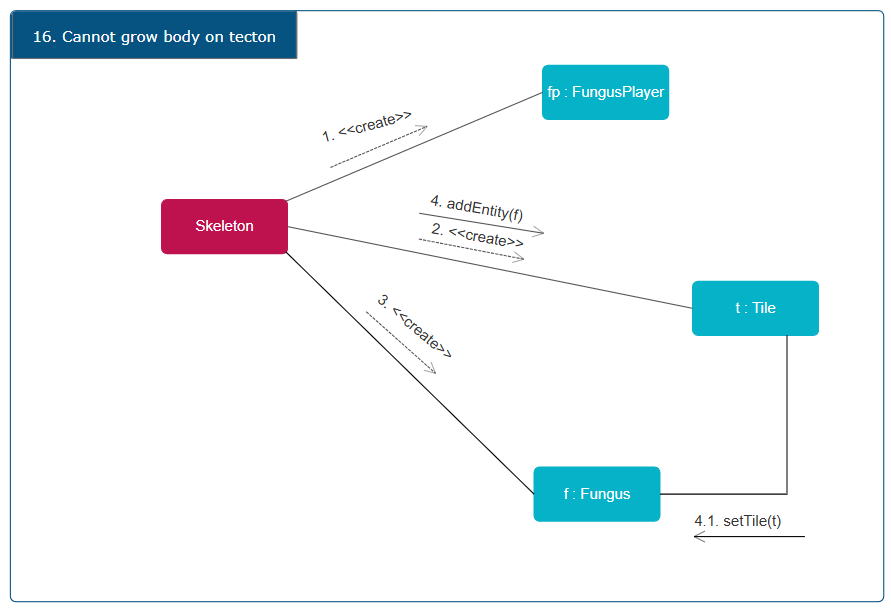 16. Cannot grow body on tecton
fp : FungusPlayer
1. <<create>>
4. addEntity(f)
Skeleton
2. <<create>>
3. <<create>>
t : Tile
f : Fungus
4.1. setTile(t)